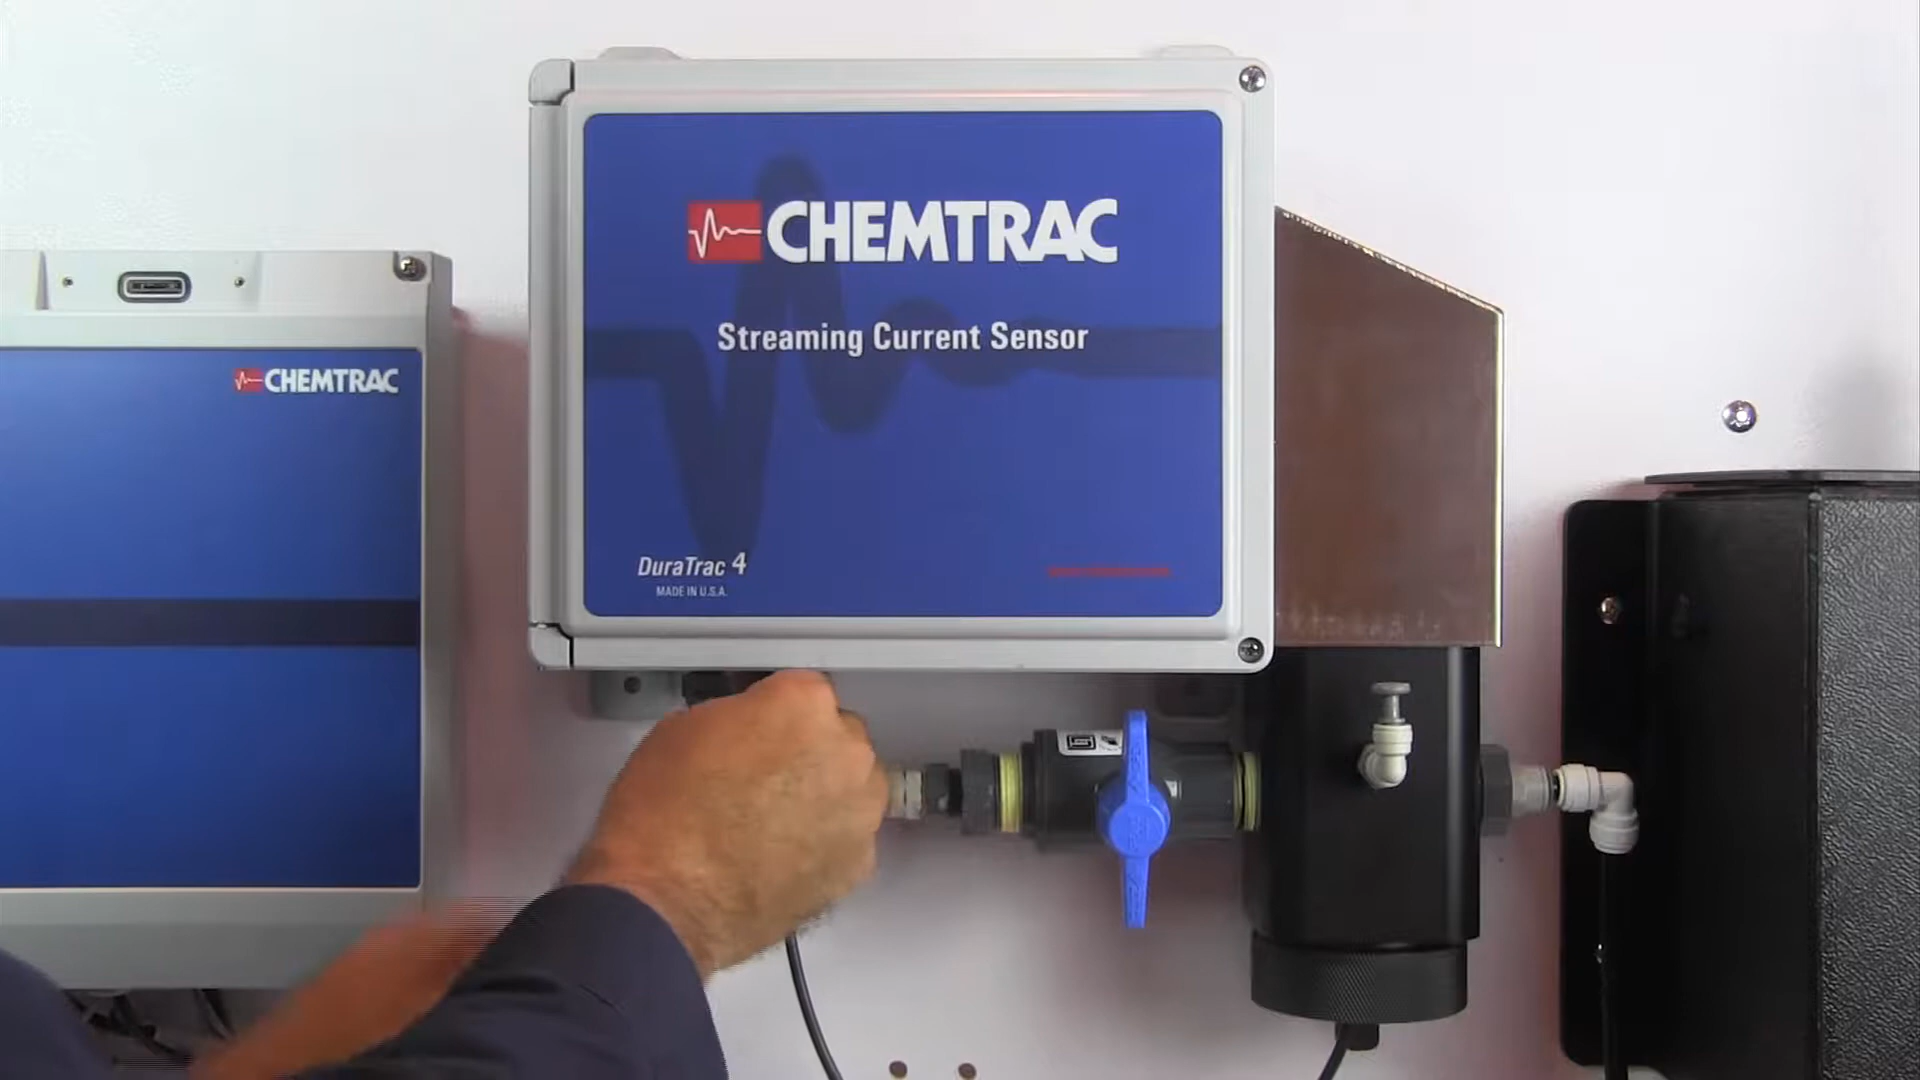 CHEMTRAC
CHEMTRAC
Streaming Current Sensor
DuraTrac 4
MADE IN U.S.A.